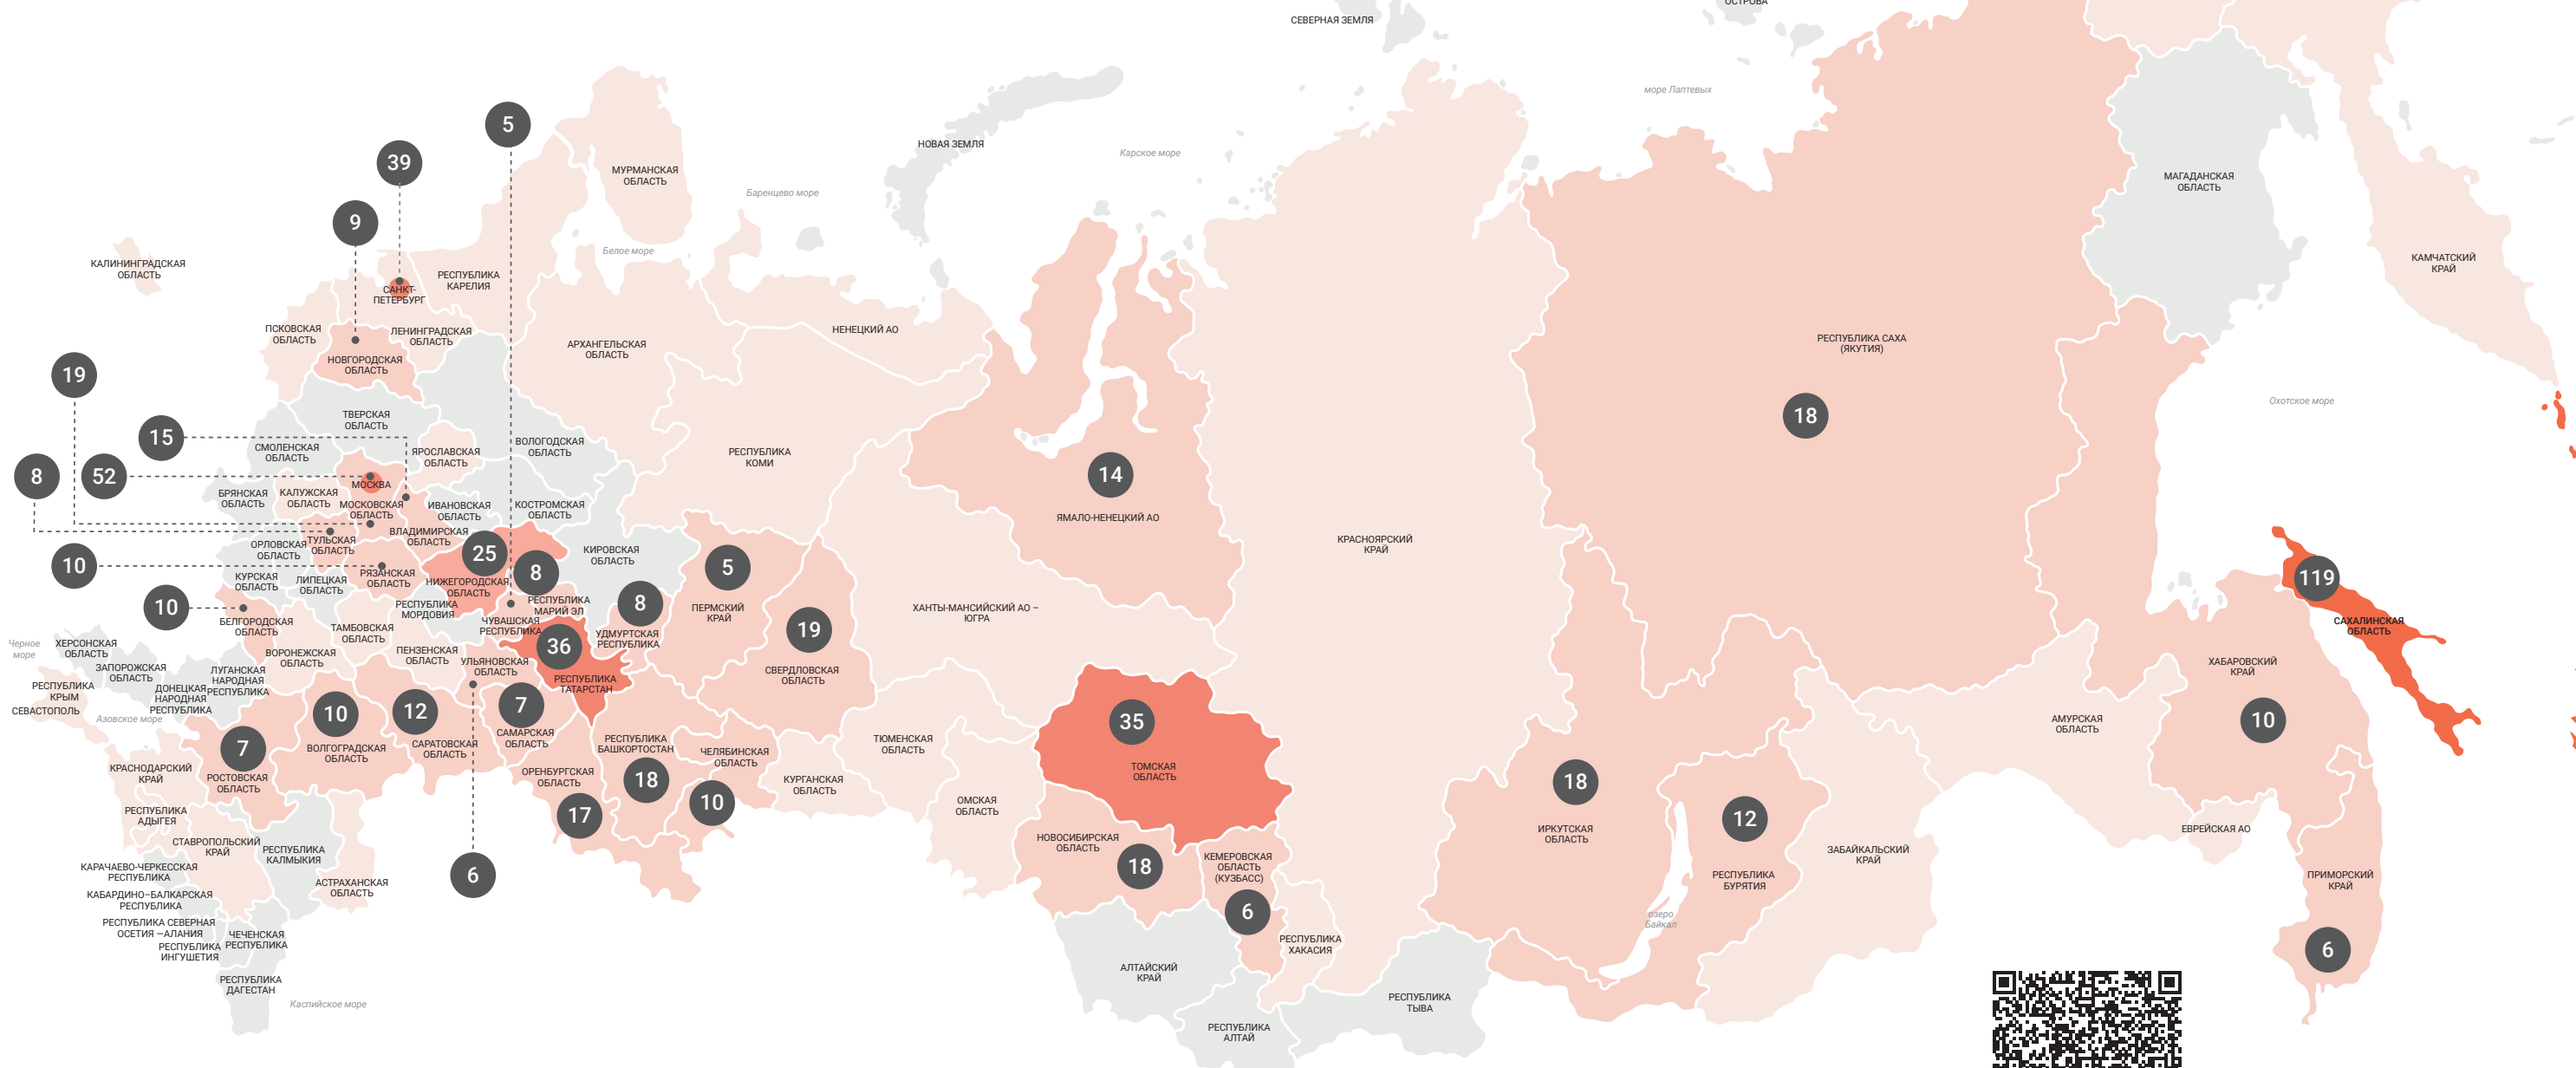 ОСТРОВА
СЕВЕРНАЯ ЗЕМЛЯ
море Лаптевых
5
НОВАЯ ЗЕМЛЯ
Карское море
39
МУРМАНСКАЯ
ОБЛАСТЬ
МАГАДАНСКАЯ
ОБЛАСТЬ
Баренцево море
9
Белое море
КАЛИНИНГРАДСКАЯ
ОБЛАСТЬ
РЕСПУБЛИКА
КАРЕЛИЯ
КАМЧАТСКИЙ
КРАЙ
САНКТ-
ПЕТЕРБУРГ
ПСКОВСКАЯ
ОБЛАСТЬ
ЛЕНИНГРАДСКАЯ
ОБЛАСТЬ
НЕНЕЦКИЙ АО
АРХАНГЕЛЬСКАЯ
ОБЛАСТЬ
РЕСПУБЛИКА САХА
(ЯКУТИЯ)
18
НОВГОРОДСКАЯ
ОБЛАСТЬ
19
Охотское море
ТВЕРСКАЯ
ОБЛАСТЬ
15
СМОЛЕНСКАЯ
ОБЛАСТЬ
ЯРОСЛАВСКАЯ
ОБЛАСТЬ
ВОЛОГОДСКАЯ
ОБЛАСТЬ
РЕСПУБЛИКА
КОМИ
8
52
МОСКВА
14
ЯМАЛО-НЕНЕЦКИЙ АО
БРЯНСКАЯ
ОБЛАСТЬ
КАЛУЖСКАЯ
ОБЛАСТЬ
МОСКОВСКАЯ
ОБЛАСТЬ
ИВАНОВСКАЯ
ОБЛАСТЬ
КОСТРОМСКАЯ
ОБЛАСТЬ
ВЛАДИМИРСКАЯ
ОБЛАСТЬ
ОРЛОВСКАЯ
ОБЛАСТЬ
ТУЛЬСКАЯ
ОБЛАСТЬ
КРАСНОЯРСКИЙ
КРАЙ
25
КИРОВСКАЯ
ОБЛАСТЬ
10
8
5
119
КУРСКАЯ
ОБЛАСТЬ
ЛИПЕЦКАЯ
ОБЛАСТЬ
РЯЗАНСКАЯ
ОБЛАСТЬ
НИЖЕГОРОДСКАЯ
ОБЛАСТЬ
10
РЕСПУБЛИКА
МОРДОВИЯ
РЕСПУБЛИКА
МАРИЙ ЭЛ
8
ПЕРМСКИЙ
КРАЙ
ХАНТЫ-МАНСИЙСКИЙ АО –
ЮГРА
БЕЛГОРОДСКАЯ
ОБЛАСТЬ
ТАМБОВСКАЯ
ОБЛАСТЬ
ЧУВАШСКАЯ
РЕСПУБЛИКА
УДМУРТСКАЯ
РЕСПУБЛИКА
19
САХАЛИНСКАЯ
ОБЛАСТЬ
Черное
море
ХЕРСОНСКАЯ
ОБЛАСТЬ
ВОРОНЕЖСКАЯ
ОБЛАСТЬ
ПЕНЗЕНСКАЯ
ОБЛАСТЬ
36
ЗАПОРОЖСКАЯ
ОБЛАСТЬ
ЛУГАНСКАЯ
НАРОДНАЯ
РЕСПУБЛИКА
УЛЬЯНОВСКАЯ
ОБЛАСТЬ
РЕСПУБЛИКА
ТАТАРСТАН
СВЕРДЛОВСКАЯ
ОБЛАСТЬ
ХАБАРОВСКИЙ
КРАЙ
РЕСПУБЛИКА
КРЫМ
ДОНЕЦКАЯ
НАРОДНАЯ
РЕСПУБЛИКА
СЕВАСТОПОЛЬ
Азовское море
10
12
7
35
10
АМУРСКАЯ
ОБЛАСТЬ
7
ВОЛГОГРАДСКАЯ
ОБЛАСТЬ
САРАТОВСКАЯ
ОБЛАСТЬ
САМАРСКАЯ
ОБЛАСТЬ
РЕСПУБЛИКА
БАШКОРТОСТАН
ЧЕЛЯБИНСКАЯ
ОБЛАСТЬ
ТЮМЕНСКАЯ
ОБЛАСТЬ
ТОМСКАЯ
ОБЛАСТЬ
КРАСНОДАРСКИЙ
КРАЙ
РОСТОВСКАЯ
ОБЛАСТЬ
ОРЕНБУРГСКАЯ
ОБЛАСТЬ
18
КУРГАНСКАЯ
ОБЛАСТЬ
18
10
ОМСКАЯ
ОБЛАСТЬ
17
12
РЕСПУБЛИКА
АДЫГЕЯ
ИРКУТСКАЯ
ОБЛАСТЬ
ЕВРЕЙСКАЯ АО
СТАВРОПОЛЬСКИЙ
КРАЙ
РЕСПУБЛИКА
КАЛМЫКИЯ
НОВОСИБИРСКАЯ
ОБЛАСТЬ
18
ЗАБАЙКАЛЬСКИЙ
КРАЙ
КАРАЧАЕВО-ЧЕРКЕССКАЯ
РЕСПУБЛИКА
6
КЕМЕРОВСКАЯ
ОБЛАСТЬ
(КУЗБАСС)
РЕСПУБЛИКА
БУРЯТИЯ
ПРИМОРСКИЙ
КРАЙ
АСТРАХАНСКАЯ
ОБЛАСТЬ
КАБАРДИНО–БАЛКАРСКАЯ
РЕСПУБЛИКА
6
РЕСПУБЛИКА СЕВЕРНАЯ
ОСЕТИЯ —АЛАНИЯ
озеро
Байкал
ЧЕЧЕНСКАЯ
РЕСПУБЛИКА
РЕСПУБЛИКА
ИНГУШЕТИЯ
РЕСПУБЛИКА
ХАКАСИЯ
6
АЛТАЙСКИЙ
КРАЙ
РЕСПУБЛИКА
ДАГЕСТАН
Каспийское море
РЕСПУБЛИКА
ТЫВА
РЕСПУБЛИКА
АЛТАЙ